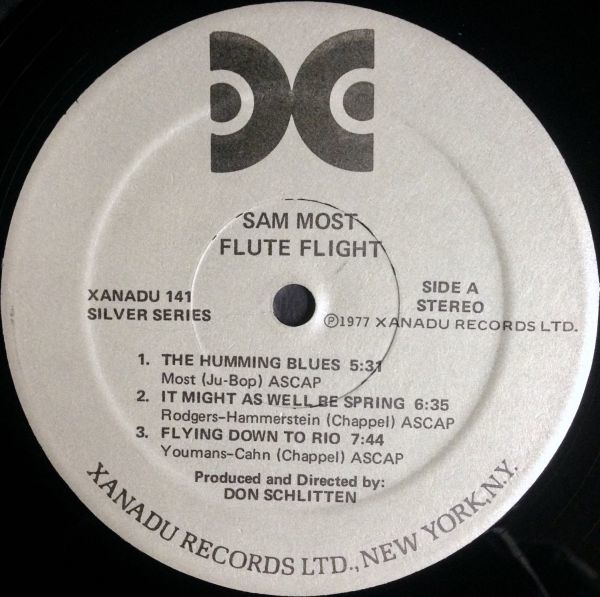 SAM MOST
FLUTE FLIGHT
XANADU 141
SILVER SERIES
SIDE A
STEREO
Ⓟ1977 XANADU RECORDS LTD.
1. THE HUMMING BLUES 5:31
Most (Ju-Bop) ASCAP
2. IT MIGHT AS WELL BE SPRING 6:35
Rodgers-Hammerstein (Chappel) ASCAP
3. FLYING DOWN TO RIO 7:44
Youmans-Cahn (Chappel) ASCAP
Produced and Directed by:
DON SCHLITTEN
XANADU RECORDS LTD., NEW YORK, N.Y.